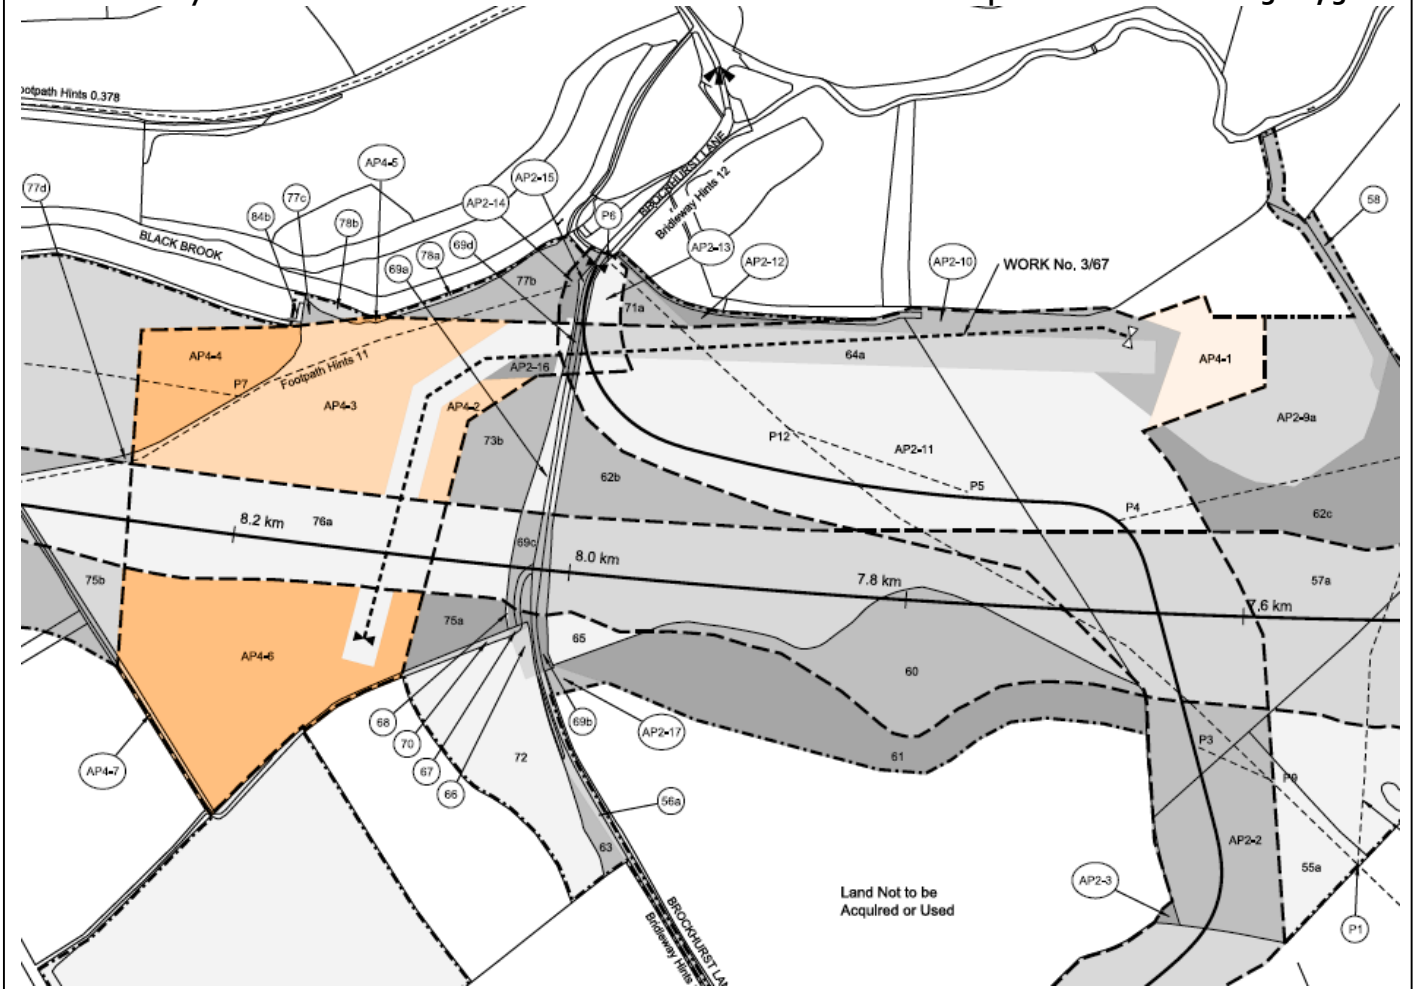 ootpath Hints 0.378
77d
84b
77c
78b
AP4-5
AP2-14
AP2-15
69d
78a
69a
BLACK BROOK
P6
BROCKHURST LANE
Bridleway Hints 12
AP2-13
AP2-12
AP2-10
WORK No. 3/67
58
77b
71a
64a
AP4-4
P7
Footpath Hints 11
AP4-3
AP4-2
AP2-16
AP4-1
AP2-9a
73b
62b
P12
AP2-11
P5
P4
62c
76a
8.2 km
69c
8.0 km
7.8 km
7.6 km
57a
75b
75a
65
60
AP4-6
68
70
67
66
69b
AP2-17
72
61
P3
P9
AP4-7
56a
63
AP2-2
55a
AP2-3
Land Not to be
Acquired or Used
P1
BROCKHURST LAN
Bridleway Hints